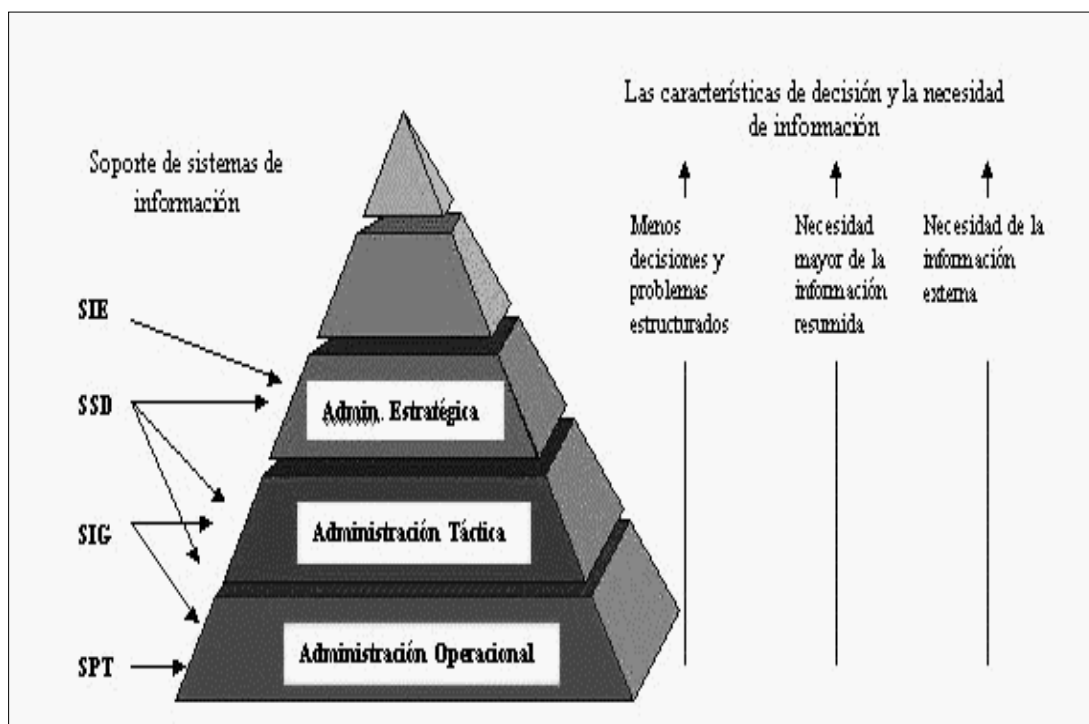 Las características de decisión y la necesidad
de información
Soporte de sistemas de
información
Menos
decisiones y
problemas
estructurados
Necesidad
mayor de la
información
resumida
Necesidad de la
información
externa
SIE
SSD
SIG
SPT
Admin. Estratégica
Administración Táctica
Administración Operacional